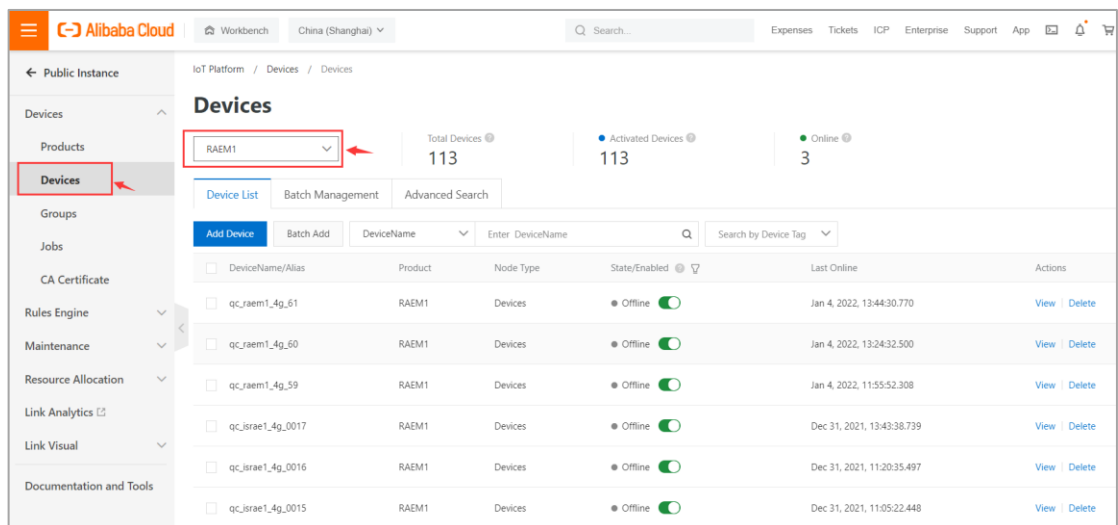 Alibaba Cloud
Workbench
China (Shanghai)
Search...
Expenses Tickets ICP Enterprise Support App
Public Instance
Devices
Products
Devices
Groups
Jobs
CA Certificate
Rules Engine
Maintenance
Resource Allocation
Link Analytics
Link Visual
Documentation and Tools
IoT Platform / Devices / Devices
Devices
RAEM1
Total Devices
113
Activated Devices
113
Online
3
Device List Batch Management Advanced Search
Add Device Batch Add DeviceName Enter DeviceName Search by Device Tag
DeviceName/Alias Product Node Type State/Enabled Last Online Actions
qc_raem1_4g_61 RAEM1 Devices Offline Jan 4, 2022, 13:44:30.770 View Delete
qc_raem1_4g_60 RAEM1 Devices Offline Jan 4, 2022, 13:24:32.500 View Delete
qc_raem1_4g_59 RAEM1 Devices Offline Jan 4, 2022, 11:55:52.308 View Delete
qc_israe1_4g_0017 RAEM1 Devices Offline Dec 31, 2021, 13:43:38.739 View Delete
qc_israe1_4g_0016 RAEM1 Devices Offline Dec 31, 2021, 11:20:35.497 View Delete
qc_israe1_4g_0015 RAEM1 Devices Offline Dec 31, 2021, 11:05:22.448 View Delete